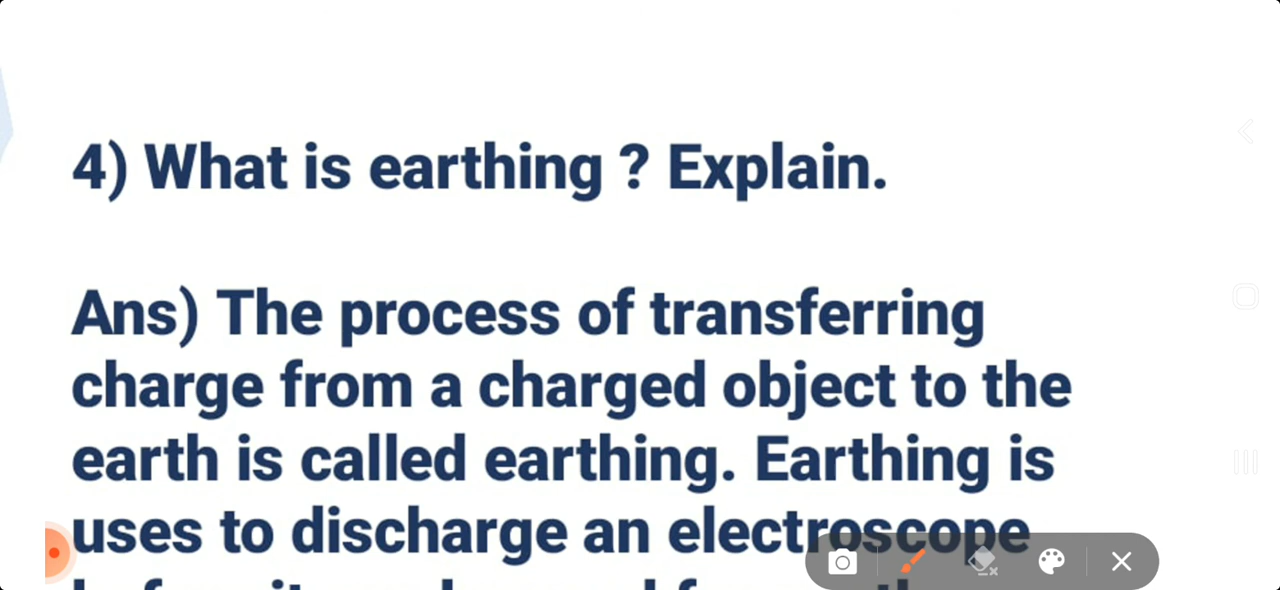 4) What is earthing ? Explain.
Ans) The process of transferring
charge from a charged object to the
earth is called earthing. Earthing is
uses to discharge an electroscope